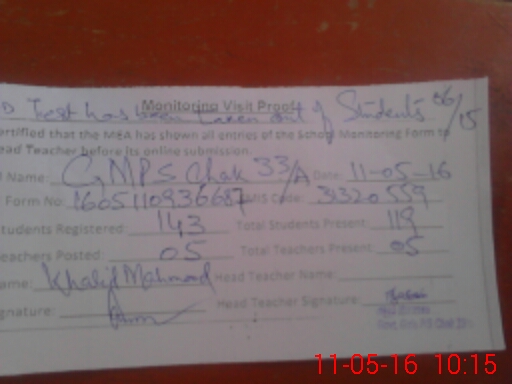 D Test has been taken out of Students 06/15
Monitoring Visit Proof
ertified that the MEA has shown all entries of the School Monitoring Form to
ead Teacher before its online submission.
Name: GMPS Chak 33/A Date: 11-05-16
Form No: 1605110936687 EMIS Code: 31320559
tudents Registered: 143 Total Students Present: 119
eachers Posted: 05 Total Teachers Present: 05
ame: Khalid Mahmood Head Teacher Name:
gnature: Head Teacher Signature:
11-05-16 10:15